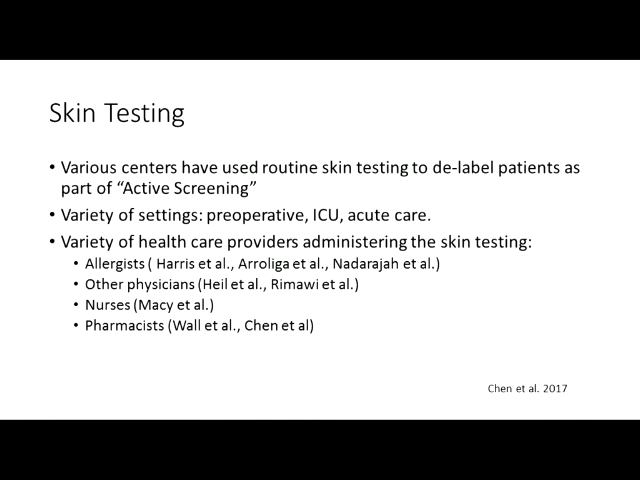 Skin Testing
• Various centers have used routine skin testing to de-label patients as
part of “Active Screening”
• Variety of settings: preoperative, ICU, acute care.
• Variety of health care providers administering the skin testing:
• Allergists ( Harris et al., Arroliga et al., Nadarajah et al.)
• Other physicians (Heil et al., Rimawi et al.)
• Nurses (Macy et al.)
• Pharmacists (Wall et al., Chen et al)
Chen et al. 2017